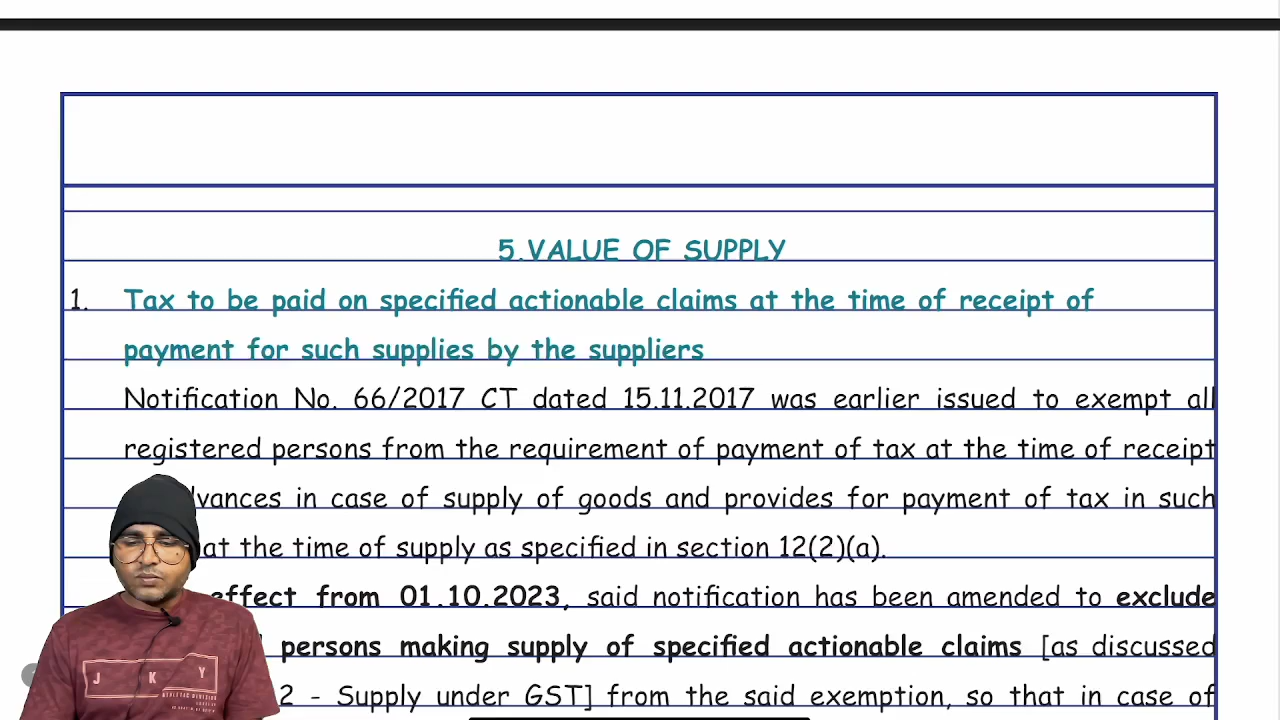 5.VALUE OF SUPPLY
1. Tax to be paid on specified actionable claims at the time of receipt of
payment for such supplies by the suppliers
Notification No. 66/2017 CT dated 15.11.2017 was earlier issued to exempt all
registered persons from the requirement of payment of tax at the time of receipt
in case of supply of goods and provides for payment of tax in such
at the time of supply as specified in section 12(2)(a).
effect from 01.10.2023, said notification has been amended to exclude
persons making supply of specified actionable claims [as discussed
2 - Supply under GST] from the said exemption, so that in case of
J K Y